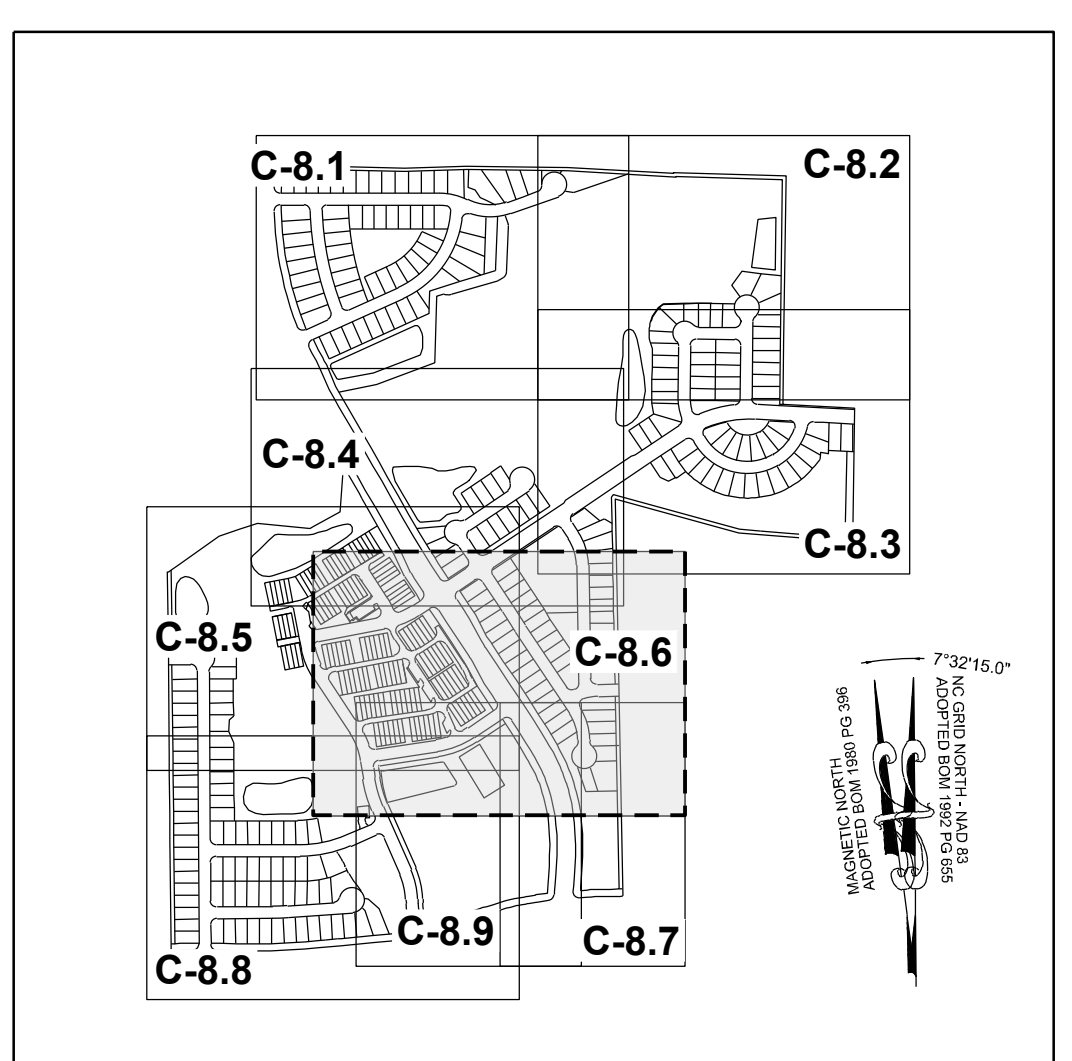 C-8.1
C-8.2
C-8.4
C-8.3
C-8.5
C-8.6
7°32'15.0"
MAGNETIC NORTH
ADOPTED BOM 1980 PG 396
NC GRID NORTH - NAD 83
ADOPTED BOM 1992 PG 655
C-8.9
C-8.7
C-8.8